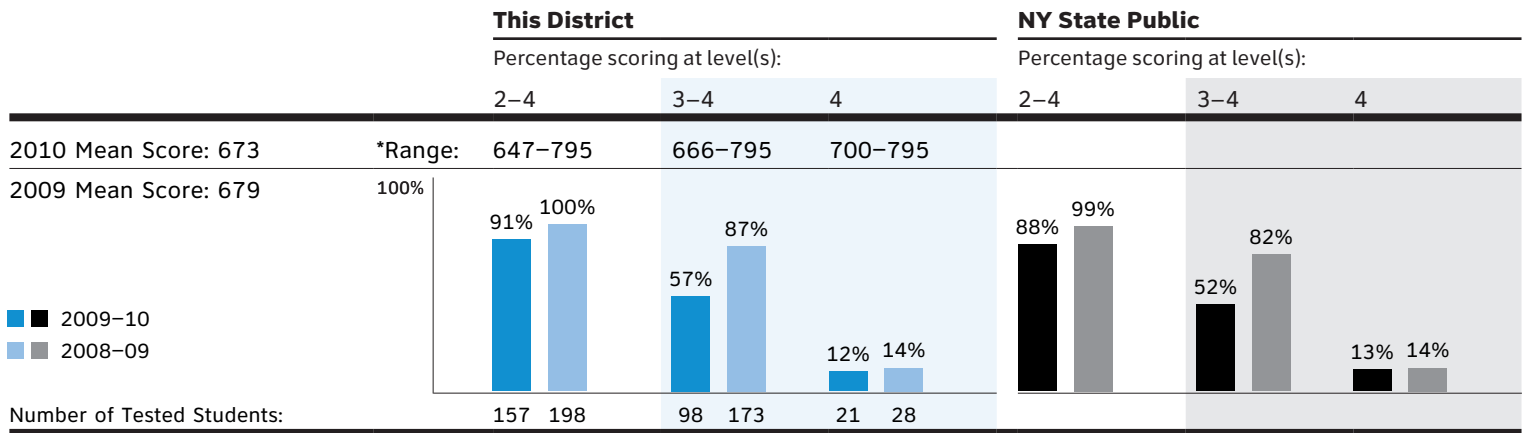 This District NY State Public
Percentage scoring at level(s): Percentage scoring at level(s):
2–4 3–4 4 2–4 3–4 4
2010 Mean Score: 673 *Range: 647–795 666–795 700–795
2009 Mean Score: 679 100%
91% 100% 57% 87% 12% 14% 88% 99% 52% 82% 13% 14%
2009–10
2008–09
Number of Tested Students: 157 198 98 173 21 28